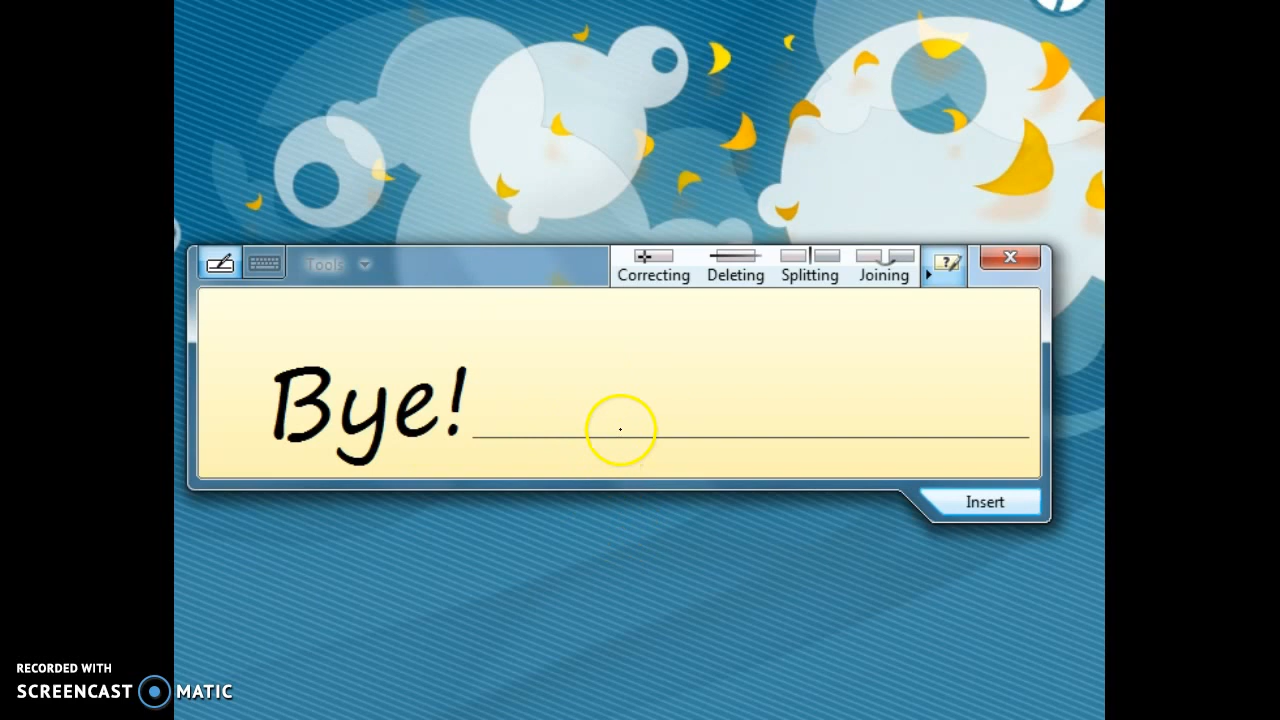 Tools
Correcting Deleting Splitting Joining
Bye!
Insert
RECORDED WITH
SCREENCAST MATIC